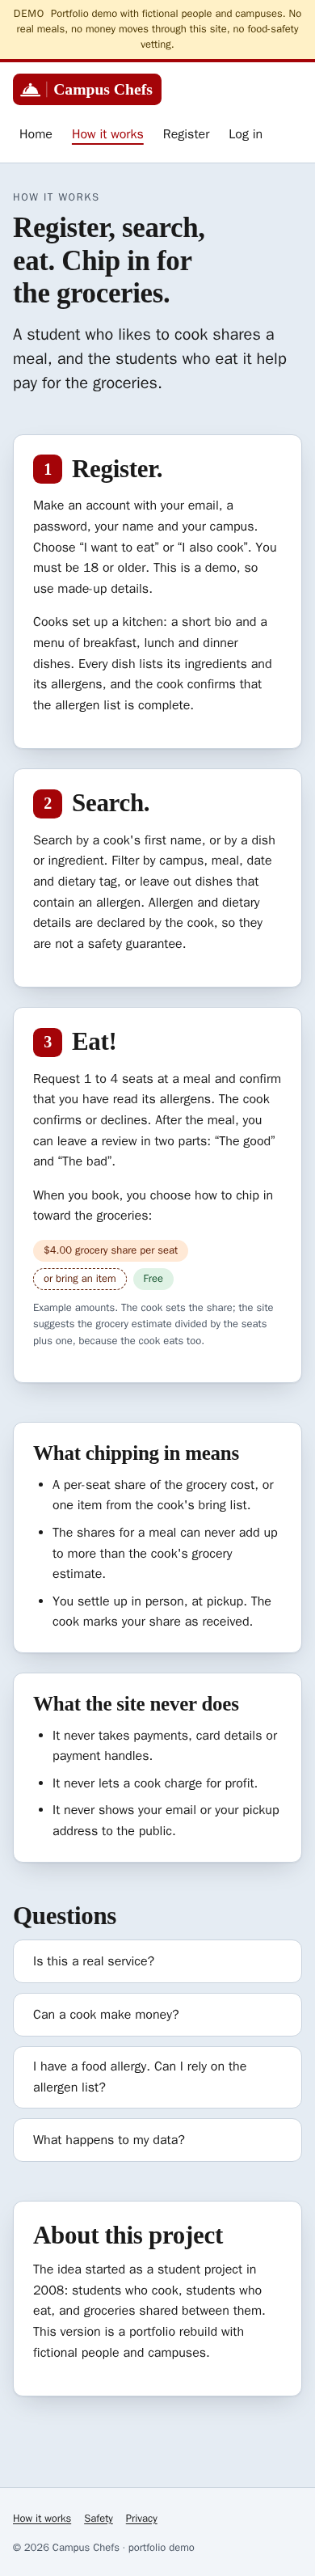 DEMO Portfolio demo with fictional people and campuses. No
real meals, no money moves through this site, no food-safety
vetting.
Campus Chefs
Home How it works Register Log in
HOW IT WORKS
Register, search,
eat. Chip in for
the groceries.
A student who likes to cook shares a
meal, and the students who eat it help
pay for the groceries.
1 Register.
Make an account with your email, a
password, your name and your campus.
Choose “I want to eat” or “I also cook”. You
must be 18 or older. This is a demo, so
use made-up details.
Cooks set up a kitchen: a short bio and a
menu of breakfast, lunch and dinner
dishes. Every dish lists its ingredients and
its allergens, and the cook confirms that
the allergen list is complete.
2 Search.
Search by a cook's first name, or by a dish
or ingredient. Filter by campus, meal, date
and dietary tag, or leave out dishes that
contain an allergen. Allergen and dietary
details are declared by the cook, so they
are not a safety guarantee.
3 Eat!
Request 1 to 4 seats at a meal and confirm
that you have read its allergens. The cook
confirms or declines. After the meal, you
can leave a review in two parts: “The good”
and “The bad”.
When you book, you choose how to chip in
toward the groceries:
$4.00 grocery share per seat
or bring an item Free
Example amounts. The cook sets the share; the site
suggests the grocery estimate divided by the seats
plus one, because the cook eats too.
What chipping in means
• A per-seat share of the grocery cost, or
one item from the cook's bring list.
• The shares for a meal can never add up
to more than the cook's grocery
estimate.
• You settle up in person, at pickup. The
cook marks your share as received.
What the site never does
• It never takes payments, card details or
payment handles.
• It never lets a cook charge for profit.
• It never shows your email or your pickup
address to the public.
Questions
Is this a real service?
Can a cook make money?
I have a food allergy. Can I rely on the
allergen list?
What happens to my data?
About this project
The idea started as a student project in
2008: students who cook, students who
eat, and groceries shared between them.
This version is a portfolio rebuild with
fictional people and campuses.
How it works Safety Privacy
© 2026 Campus Chefs · portfolio demo